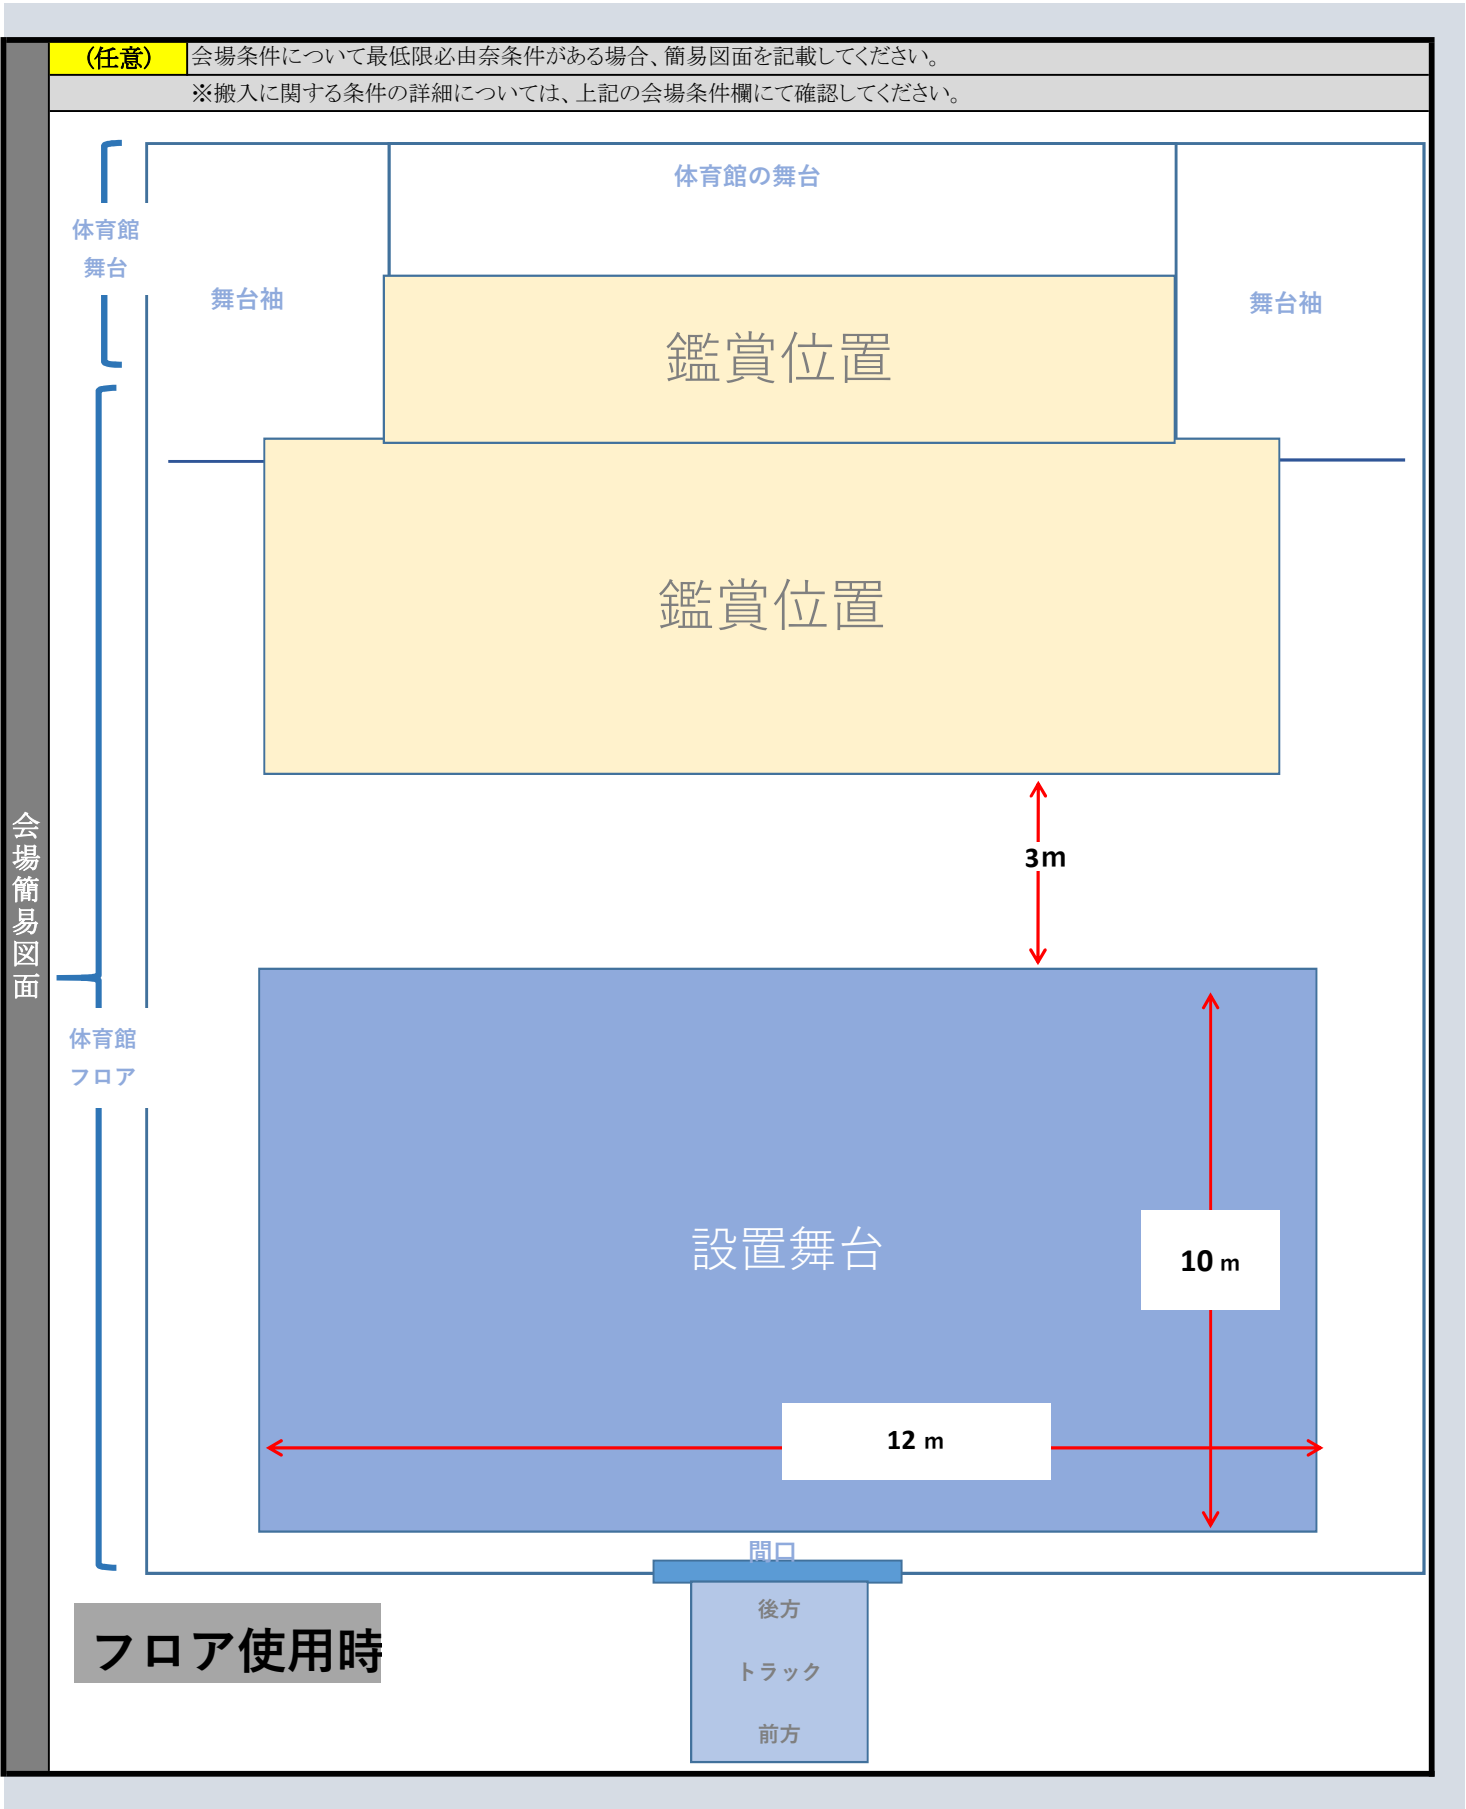 (任意)
会場条件について最低限必由奈条件がある場合、簡易図面を記載してください。
※搬入に関する条件の詳細については、上記の会場条件欄にて確認してください。
会場簡易図面
体育館の舞台
体育館
舞台
舞台袖
舞台袖
鑑賞位置
鑑賞位置
3m
体育館
フロア
設置舞台
10 m
12 m
間口
後方
トラック
前方
フロア使用時